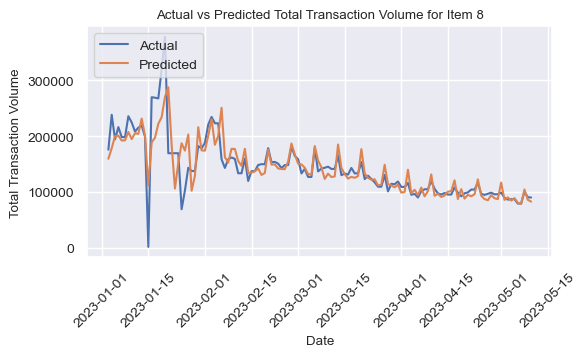 Actual vs Predicted Total Transaction Volume for Item 8
Actual
Predicted
Total Transaction Volume
300000
200000
100000
0
2023-01-01
2023-01-15
2023-02-01
2023-02-15
2023-03-01
2023-03-15
2023-04-01
2023-04-15
2023-05-01
2023-05-15
Date